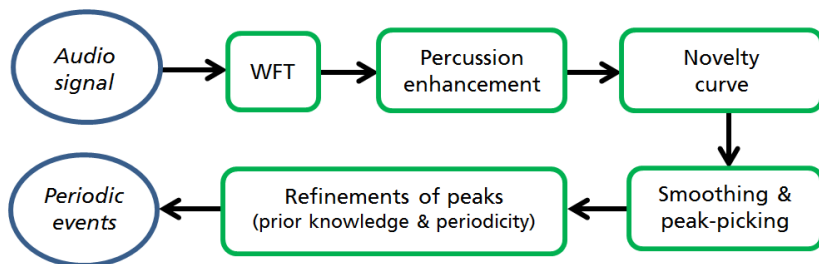 Audio
signal
WFT
Percussion
enhancement
Novelty
curve
Smoothing &
peak-picking
Refinements of peaks
(prior knowledge & periodicity)
Periodic
events